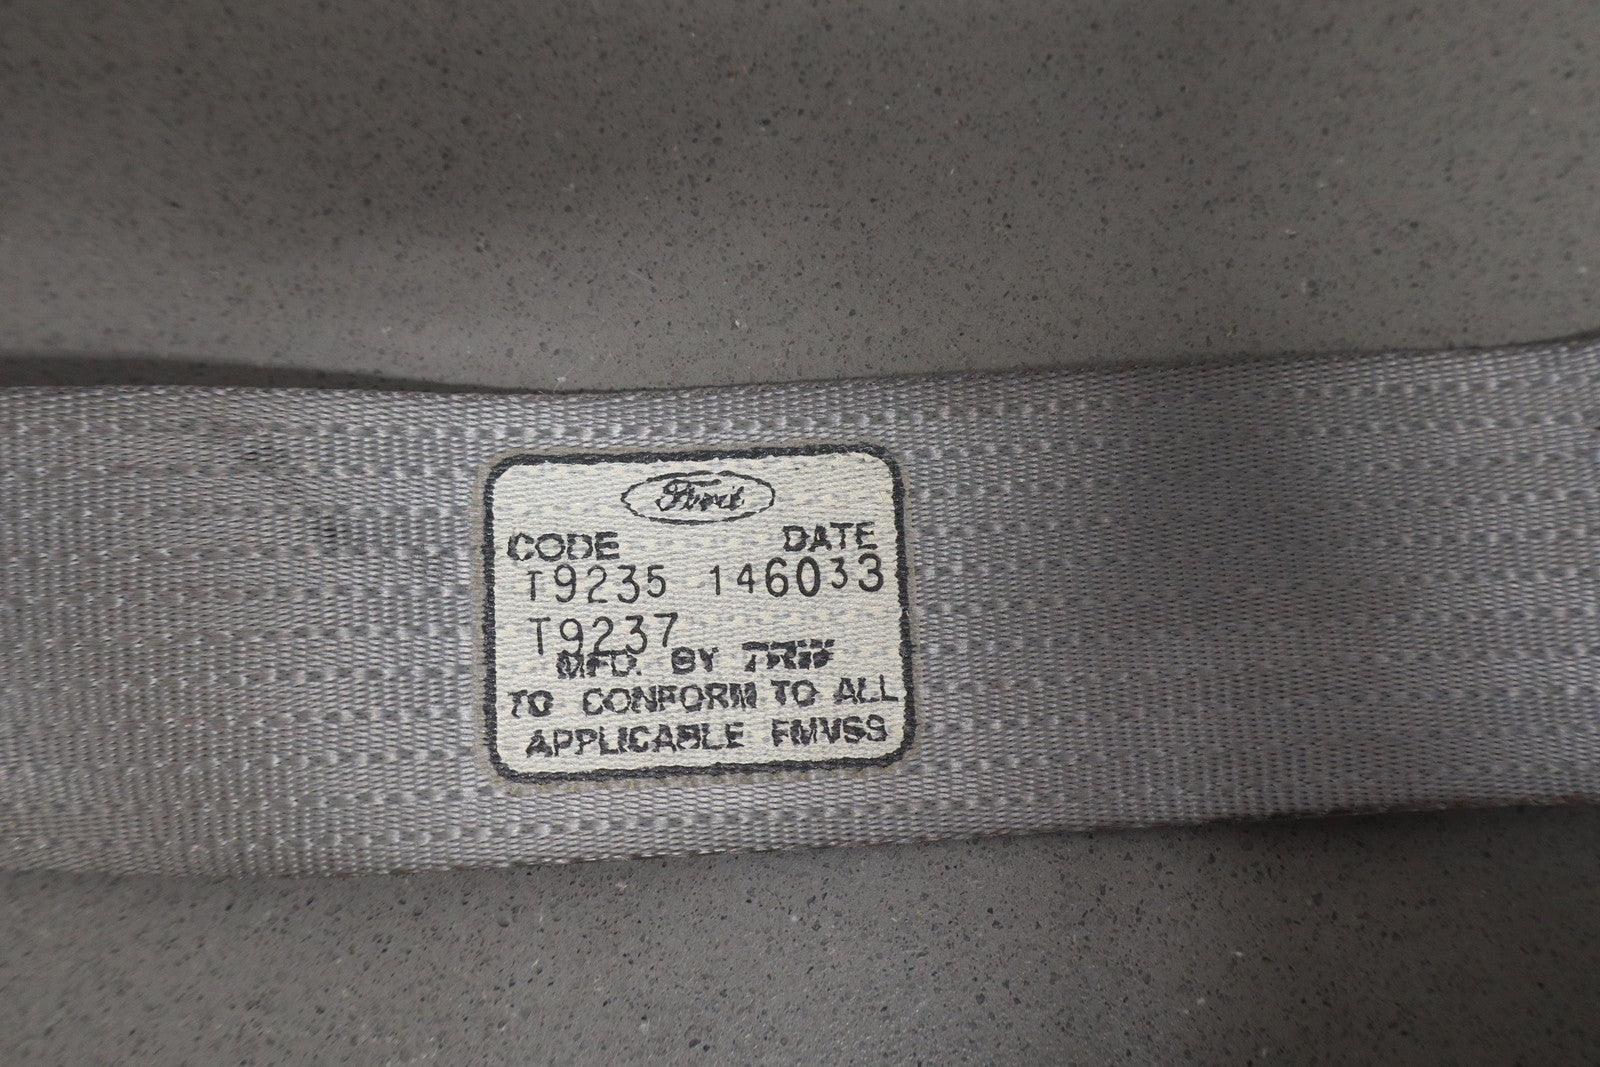 Ford
CODE DATE
T9235 146033
T9237
MFD. BY TRW
TO CONFORM TO ALL
APPLICABLE FMVSS